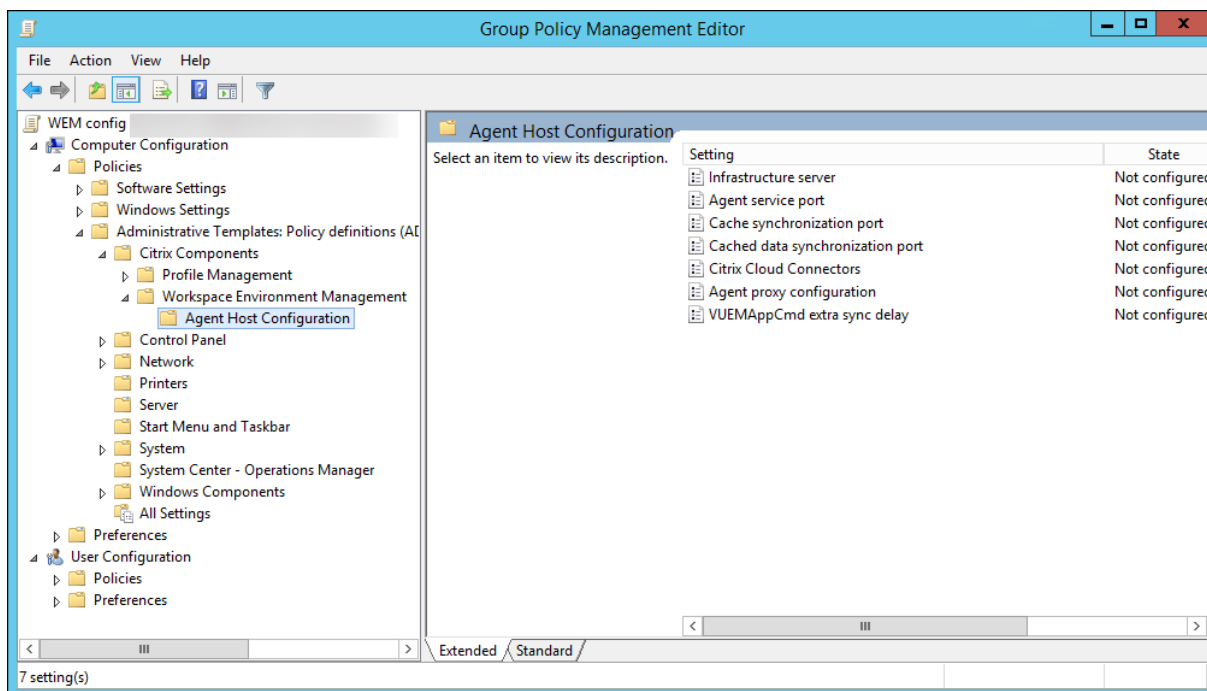 Group Policy Management Editor
File Action View Help
WEM config
Computer Configuration
Policies
Software Settings
Windows Settings
Administrative Templates: Policy definitions (AD
Citrix Components
Profile Management
Workspace Environment Management
Agent Host Configuration
Control Panel
Network
Printers
Server
Start Menu and Taskbar
System
System Center - Operations Manager
Windows Components
All Settings
Preferences
User Configuration
Policies
Preferences
Agent Host Configuration
Select an item to view its description.
Setting State
Infrastructure server Not configured
Agent service port Not configured
Cache synchronization port Not configured
Cached data synchronization port Not configured
Citrix Cloud Connectors Not configured
Agent proxy configuration Not configured
VUEMAppCmd extra sync delay Not configured
Extended Standard
7 setting(s)